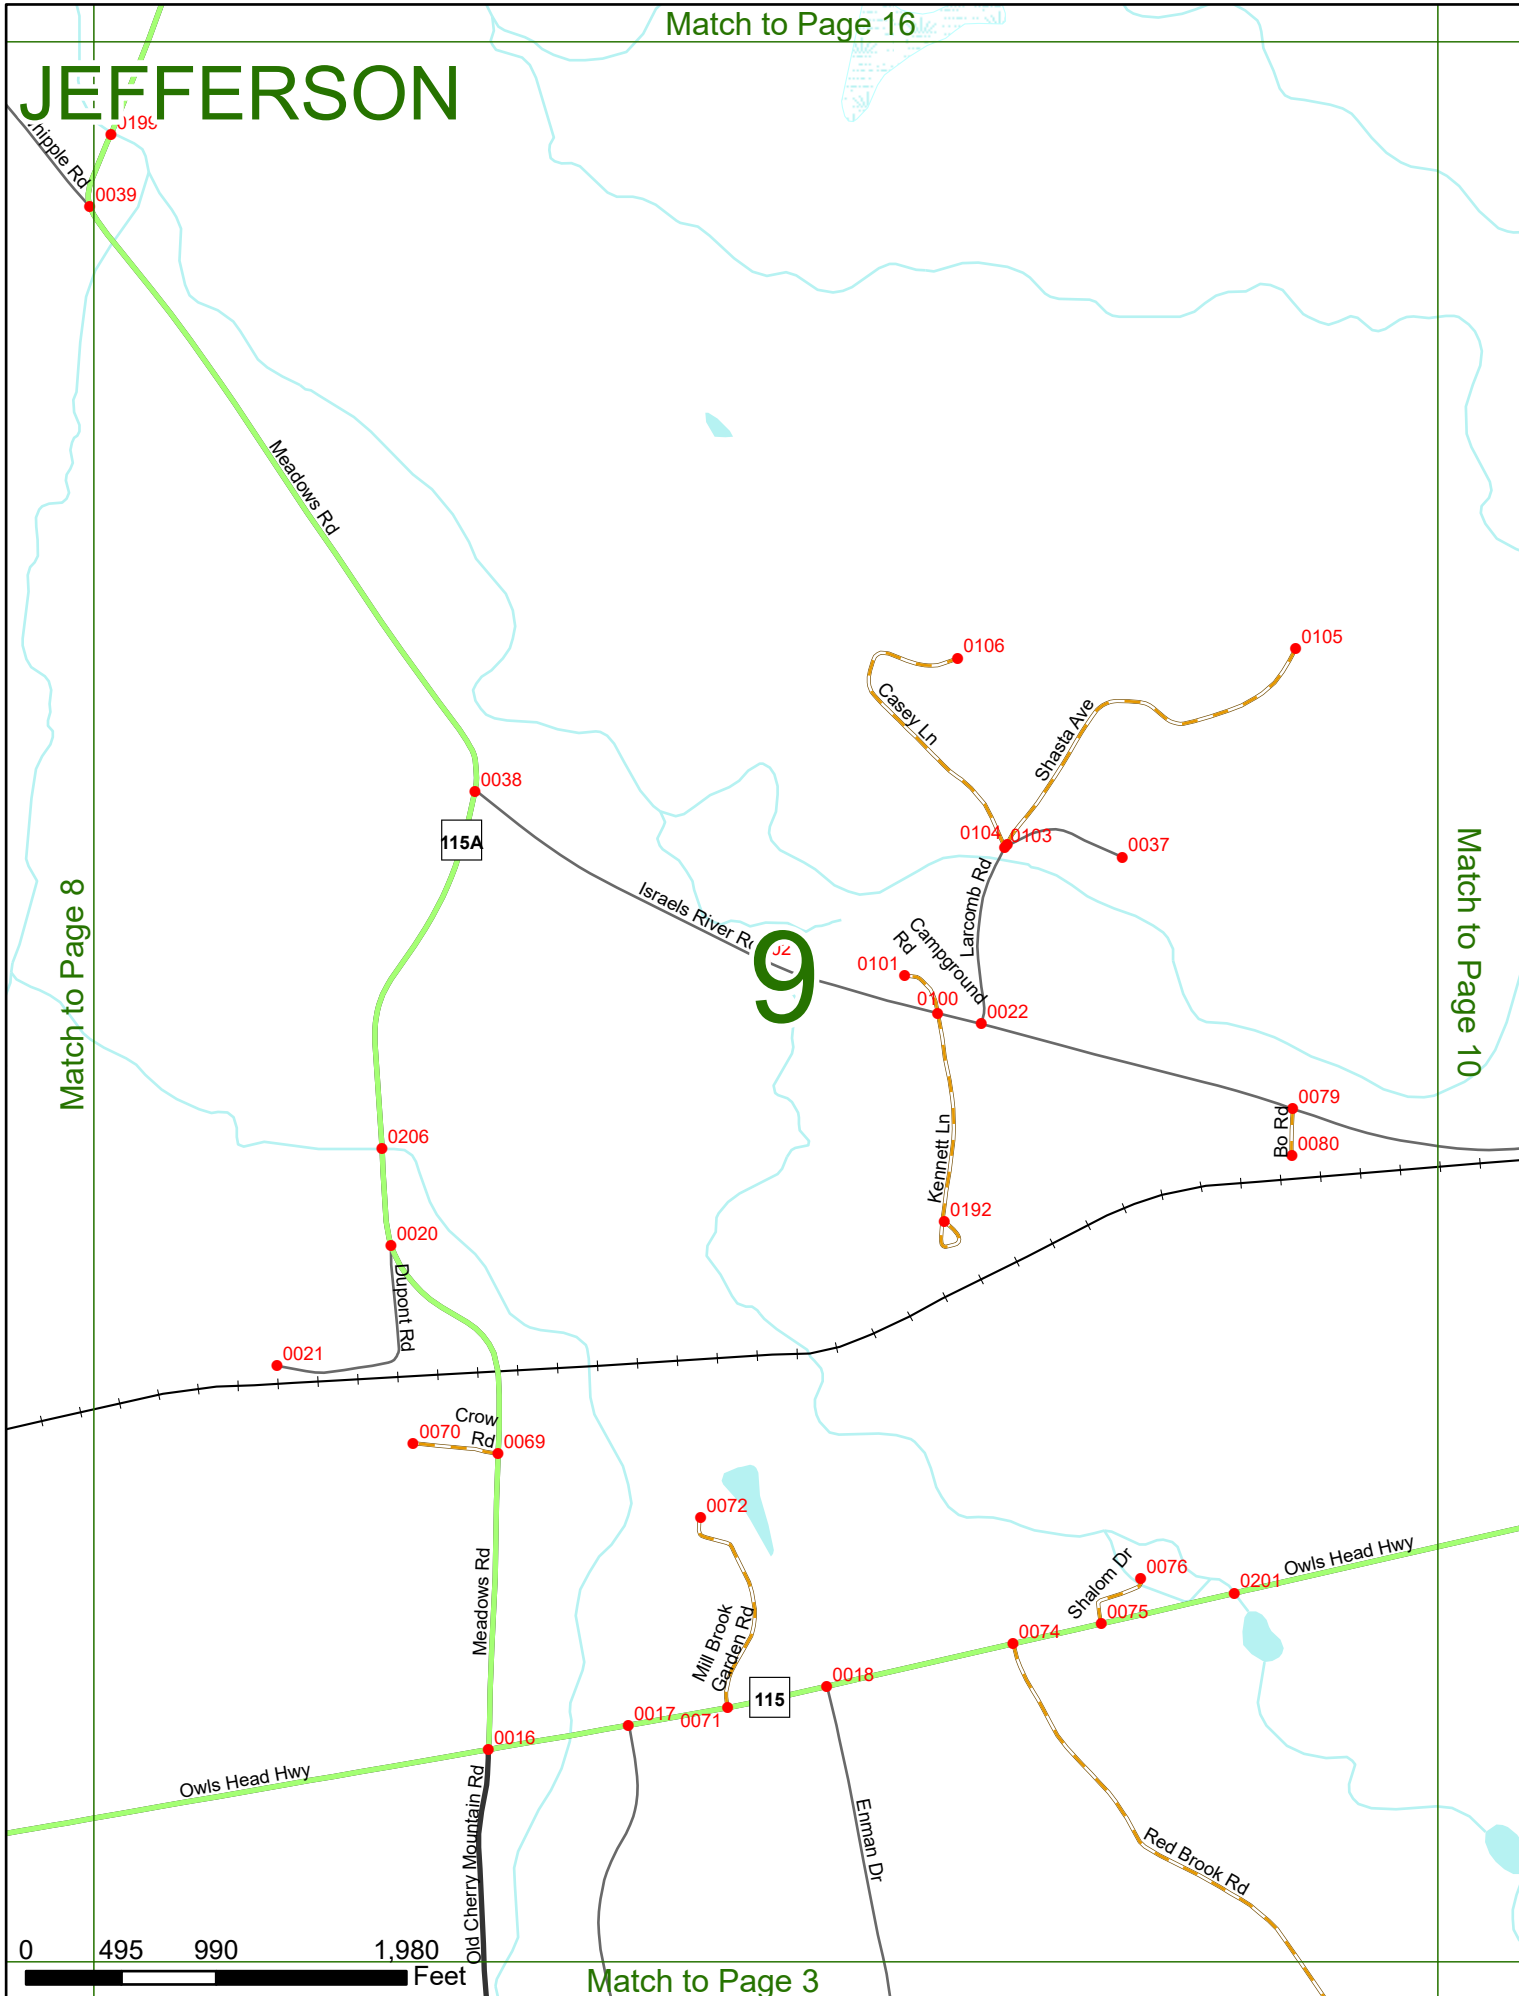 Match to Page 16
JEFFERSON
Rd
0039
Meadows Rd
0106
0105
Casey Ln
Shasta Ave
0038
115A
0104
0103
0037
Match to Page 8
Match to Page 10
Israels River
Larcomb Rd
Campground
Rd
9
0101
0100
0022
0079
Bo Rd
0080
0206
Kennett Ln
0192
0020
Dupont Rd
0021
Crow
Rd
0070
0069
0072
Meadows Rd
Mill Brook
Garden Rd
Shalom Dr
0076
Owls Head Hwy
0201
0075
0074
0018
115
0071
0017
0016
Owls Head Hwy
Old Cherry Mountain Rd
Enman Dr
Red Brook Rd
0 495 990 1,980
Feet
Match to Page 3